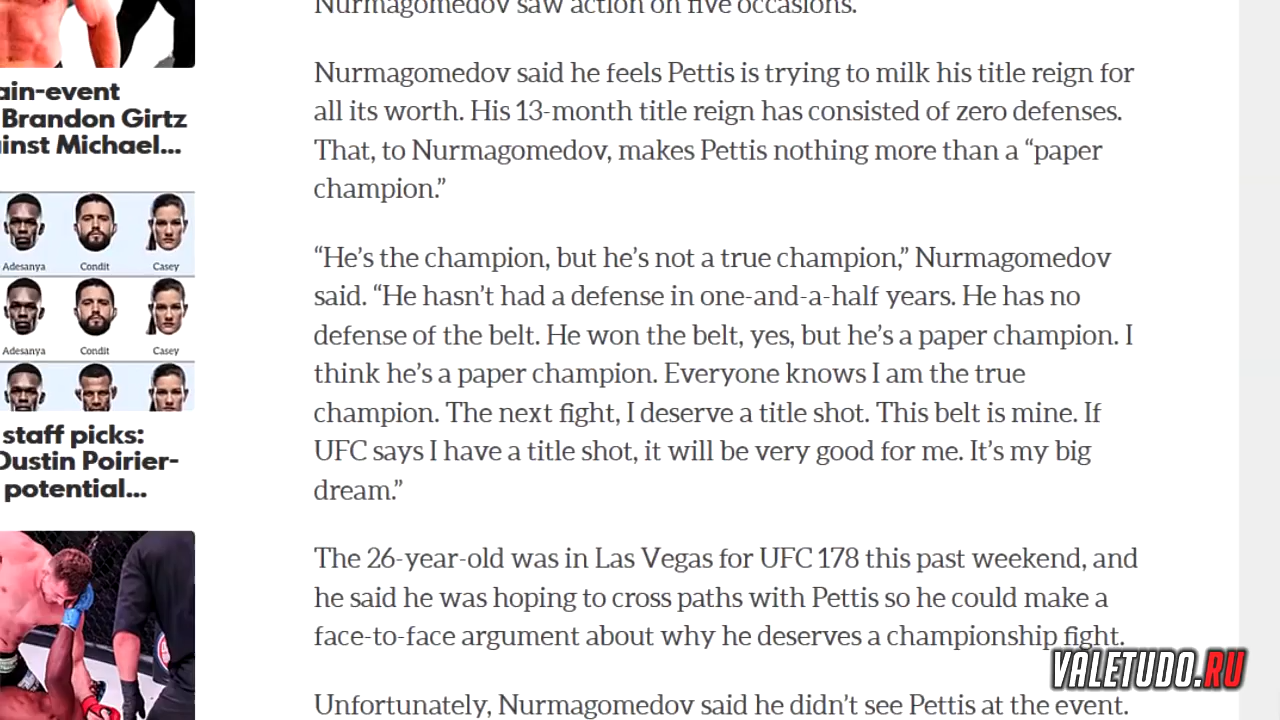 ain-event
Brandon Girtz
inst Michael...
Adesanya Condit Casey
Adesanya Condit Casey
staff picks:
Dustin Poirier-
potential...
Nurmagomedov saw action on five occasions.
Nurmagomedov said he feels Pettis is trying to milk his title reign for
all its worth. His 13-month title reign has consisted of zero defenses.
That, to Nurmagomedov, makes Pettis nothing more than a “paper
champion.”
“He’s the champion, but he’s not a true champion,” Nurmagomedov
said. “He hasn’t had a defense in one-and-a-half years. He has no
defense of the belt. He won the belt, yes, but he’s a paper champion. I
think he’s a paper champion. Everyone knows I am the true
champion. The next fight, I deserve a title shot. This belt is mine. If
UFC says I have a title shot, it will be very good for me. It’s my big
dream.”
The 26-year-old was in Las Vegas for UFC 178 this past weekend, and
he said he was hoping to cross paths with Pettis so he could make a
face-to-face argument about why he deserves a championship fight.
Unfortunately, Nurmagomedov said he didn’t see Pettis at the event.
VALETUDO.RU